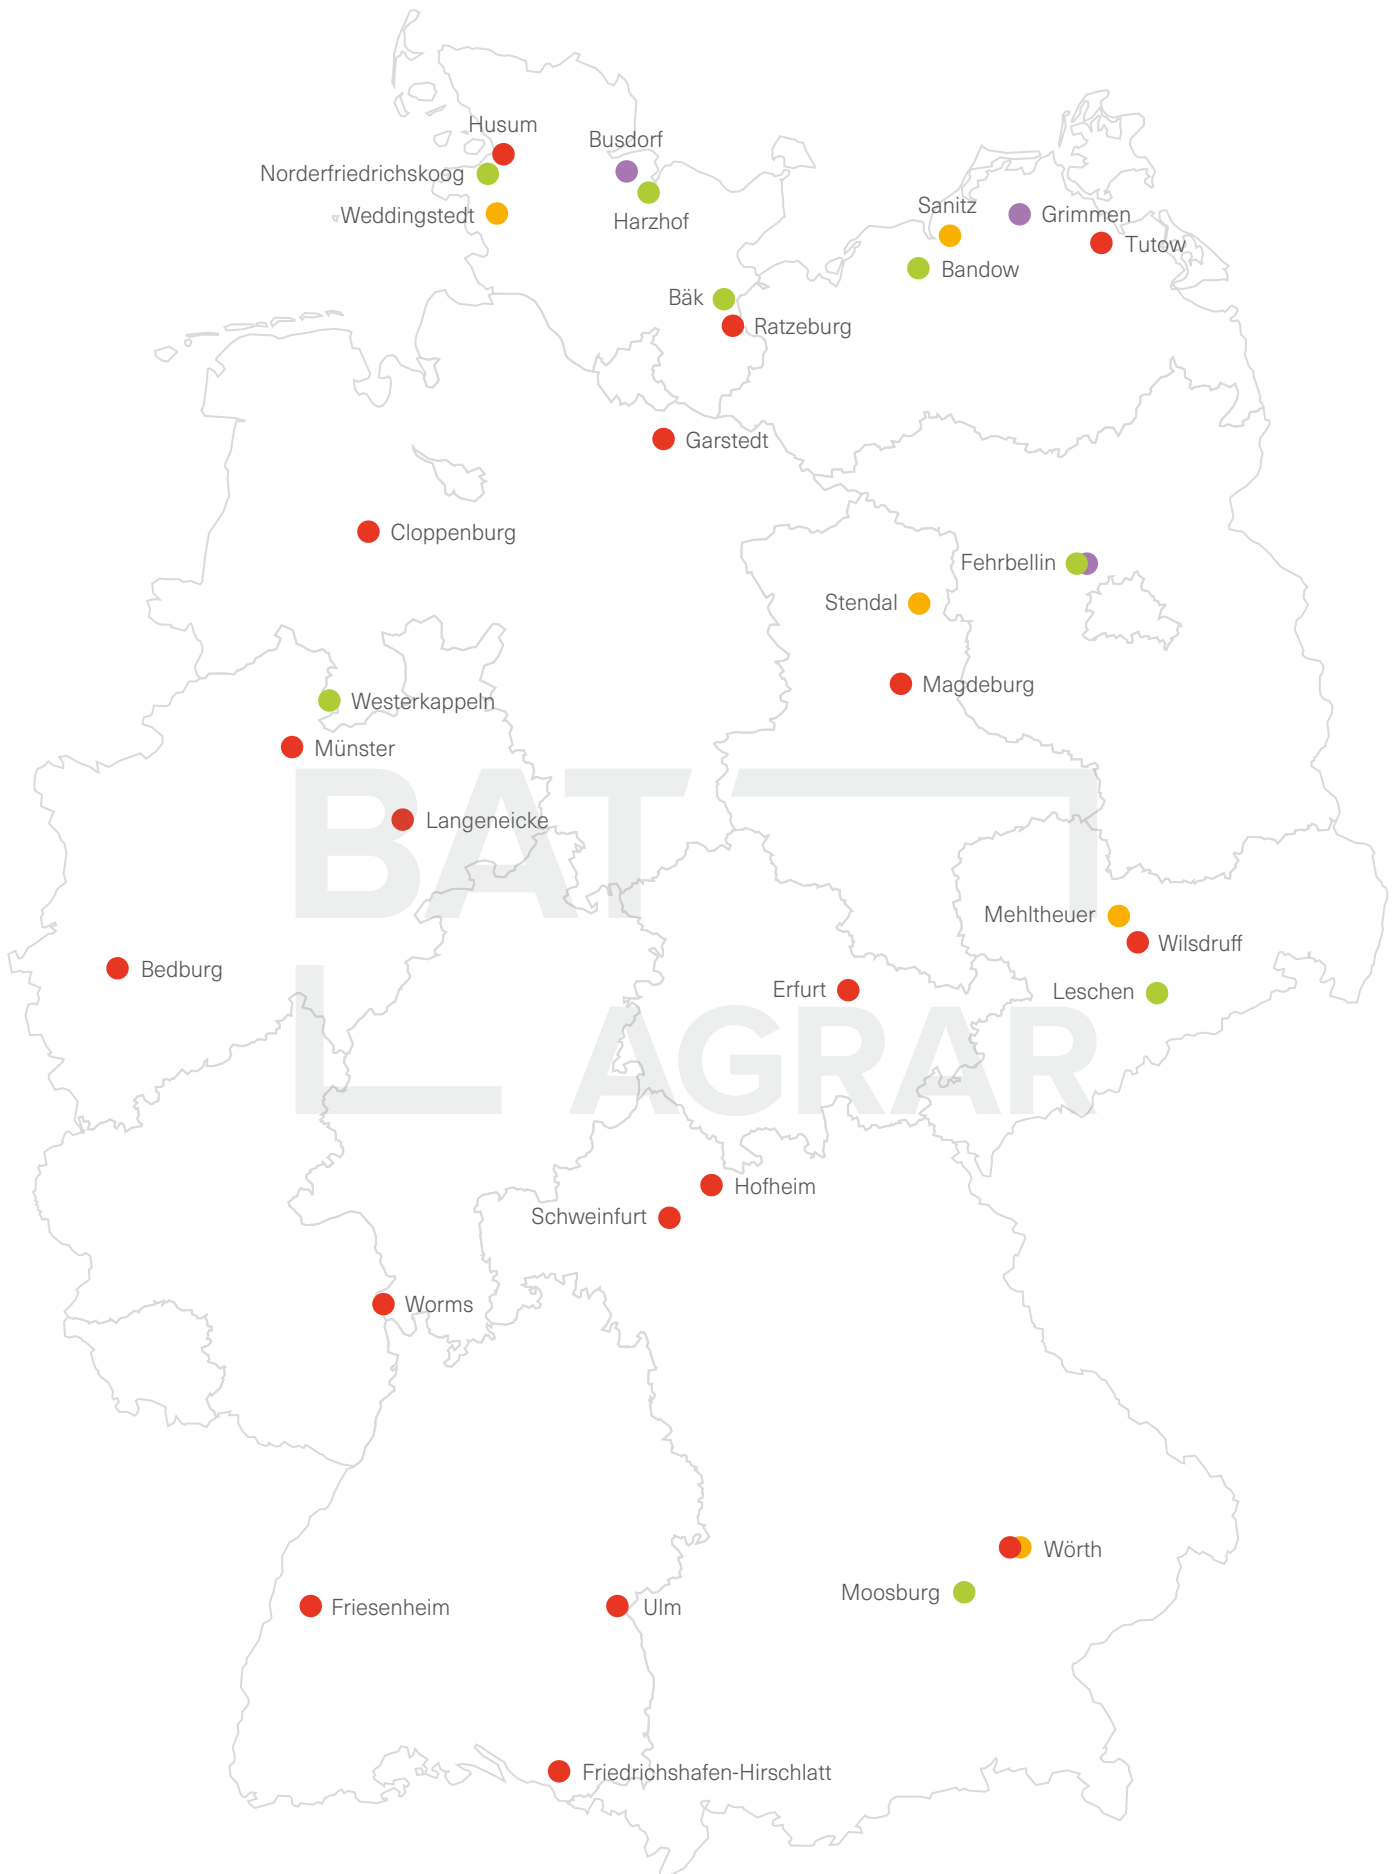 Husum
Busdorf
Norderfriedrichskoog
Weddingstedt
Harzhof
Sanitz
Grimmen
Tutow
Bandow
Bäk
Ratzeburg
Garstedt
Cloppenburg
Fehrbellin
Stendal
Magdeburg
Westerkappeln
Münster
BAT
Langeneicke
Mehltheuer
Wilsdruff
Bedburg
Erfurt
Leschen
AGRAR
Hofheim
Schweinfurt
Worms
Wörth
Moosburg
Friesenheim
Ulm
Friedrichshafen-Hirschlatt